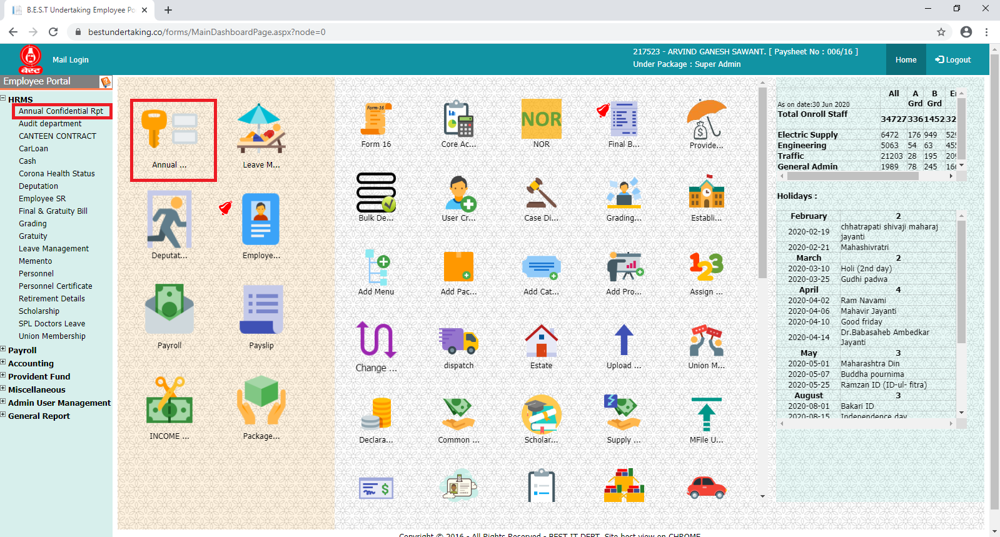 B.E.S.T Undertaking Employee Po
bestundertaking.co/forms/MainDashboardPage.aspx?node=0
बेस्ट
Mail Login
217523 - ARVIND GANESH SAWANT. [ Paysheet No : 006/16 ]
Under Package : Super Admin
Home
Logout
Employee Portal
HRMS
Annual Confidential Rpt
Audit department
CANTEEN CONTRACT
CarLoan
Cash
Corona Health Status
Deputation
Employee SR
Final & Gratuity Bill
Grading
Gratuity
Leave Management
Memento
Personnel
Personnel Certificate
Retirement Details
Scholarship
SPL Doctors Leave
Union Membership
Payroll
Accounting
Provident Fund
Miscellaneous
Admin User Management
General Report
Annual ...
Leave M...
Deputat...
Employe...
Payroll
Payslip
INCOME ...
Package...
Form-16
NOR
Form 16
Core Ac...
NOR
Final B...
Provide...
Bulk De...
User Cr...
Case Di...
Grading...
Establi...
Add Menu
Add Pac...
Add Cat...
Add Pro...
123
Assign ...
Change ...
dispatch
Estate
Upload ...
Union M...
Declara...
Common ...
Scholar...
Supply ...
MFile U...
As on date:30 Jun 2020
All A Grd B Grd
Total Onroll Staff 34727 336 1452 32
Electric Supply 6472 176 949 529
Engineering 5063 54 63 455
Traffic 21203 28 195 209
General Admin 1989 78 245 166
Holidays :
February 2
2020-02-19 chhatrapati shivaji maharaj
jayanti
2020-02-21 Mahashivratri
March 2
2020-03-10 Holi (2nd day)
2020-03-25 Gudhi padwa
April 4
2020-04-02 Ram Navami
2020-04-06 Mahavir Jayanti
2020-04-10 Good friday
2020-04-14 Dr.Babasaheb Ambedkar
Jayanti
May 3
2020-05-01 Maharashtra Din
2020-05-07 Buddha pournima
2020-05-25 Ramzan ID (ID-ul- fitra)
August 3
2020-08-01 Bakari ID
2020-08-15 Independence day
Copyright © 2016 - All Rights Reserved - BEST IT DEPT. Site best view on CHROME